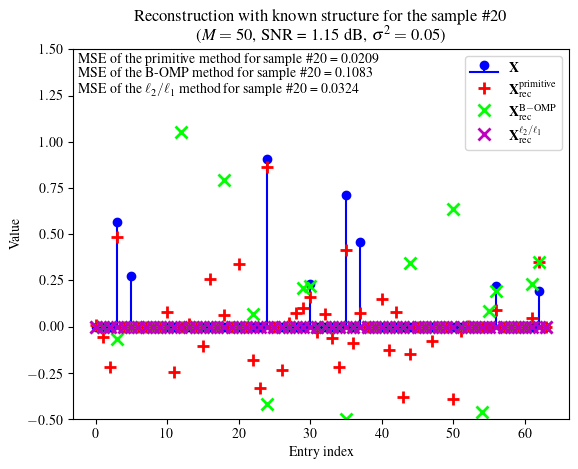 Reconstruction with known structure for the sample #20
(M = 50, SNR = 1.15 dB, σ² = 0.05)
MSE of the primitive method for sample #20 = 0.0209
MSE of the B-OMP method for sample #20 = 0.1083
MSE of the ℓ₂/ℓ₁ method for sample #20 = 0.0324
X
X_rec^primitive
X_rec^B−OMP
X_rec^ℓ₂/ℓ₁
1.50
1.25
1.00
0.75
0.50
0.25
0.00
−0.25
−0.50
Value
0 10 20 30 40 50 60
Entry index